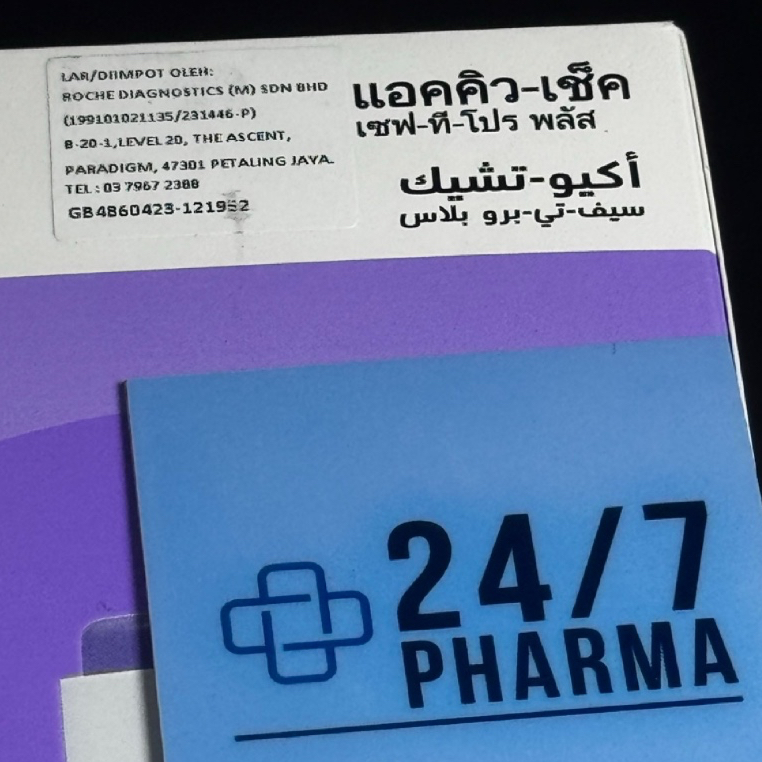 LAB/DIIMPOT OLEH:
ROCHE DIAGNOSTICS (M) SDN BHD
(199101021135/231446-P)
B-20-1,LEVEL 20, THE ASCENT,
PARADIGM, 47301 PETALING JAYA.
TEL : 03 7967 2388
GB4860423-121952
แอคคิว-เช็ค
เซฟ-ที-โปร พลัส
أكيو-تشيك
سيف-تي-برو بلاس
24/7
PHARMA